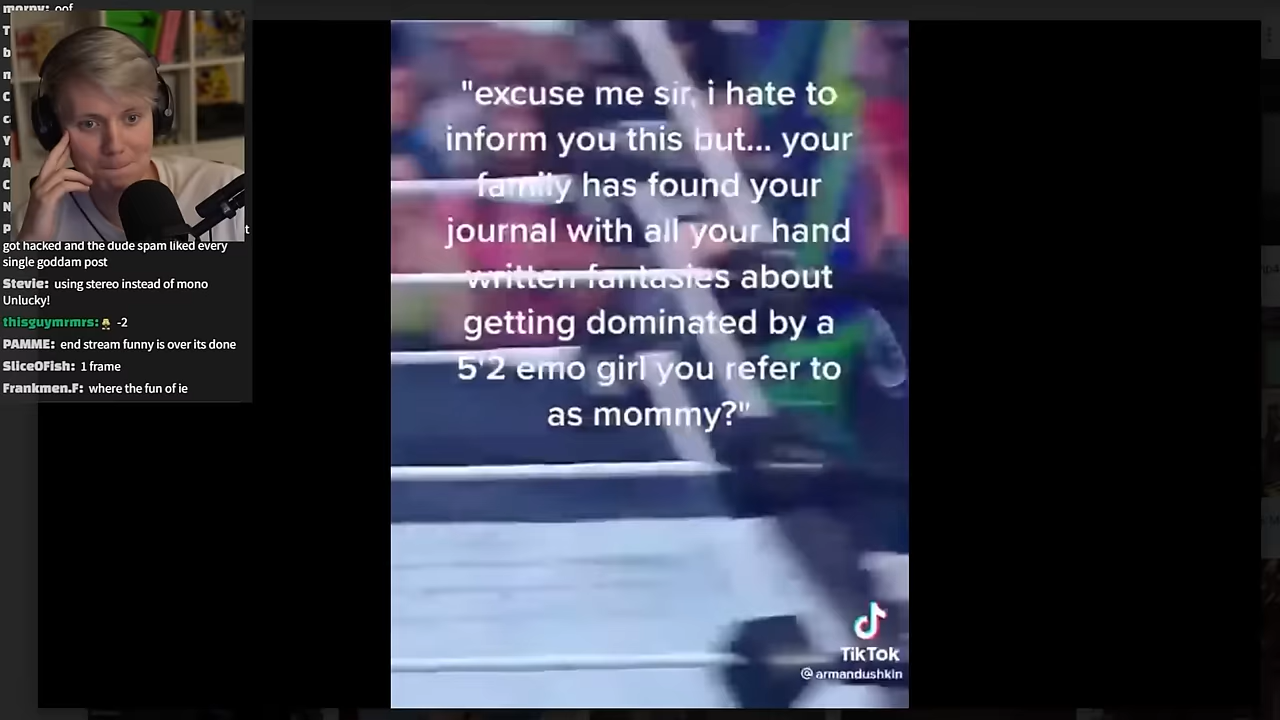 morny: oof
T
b
m
C
c
Y
A
C
N
P
t
got hacked and the dude spam liked every
single goddam post
Stevie: using stereo instead of mono
Unlucky!
thisguymrmrs: -2
PAMME: end stream funny is over its done
SliceOfFish: 1 frame
Frankmen.F: where the fun of ie
"excuse me sir, i hate to
inform you this but... your
family has found your
journal with all your hand
written fantasies about
getting dominated by a
5'2 emo girl you refer to
as mommy?"
TikTok
@armandushkin